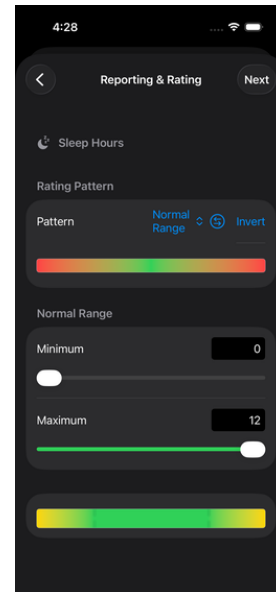 4:28
Reporting & Rating
Next
Sleep Hours
Rating Pattern
Pattern
Normal
Range
Invert
Normal Range
Minimum
0
Maximum
12